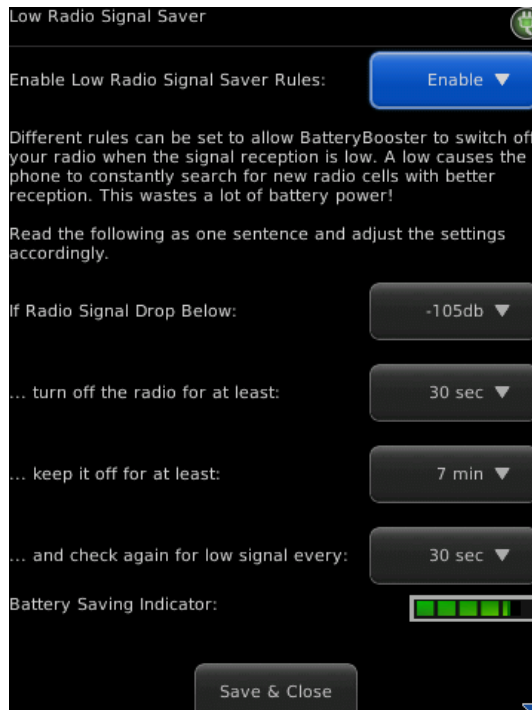 Low Radio Signal Saver
Enable Low Radio Signal Saver Rules: Enable
Different rules can be set to allow BatteryBooster to switch off
your radio when the signal reception is low. A low causes the
phone to constantly search for new radio cells with better
reception. This wastes a lot of battery power!
Read the following as one sentence and adjust the settings
accordingly.
If Radio Signal Drop Below: -105db
... turn off the radio for at least: 30 sec
... keep it off for at least: 7 min
... and check again for low signal every: 30 sec
Battery Saving Indicator:
Save & Close